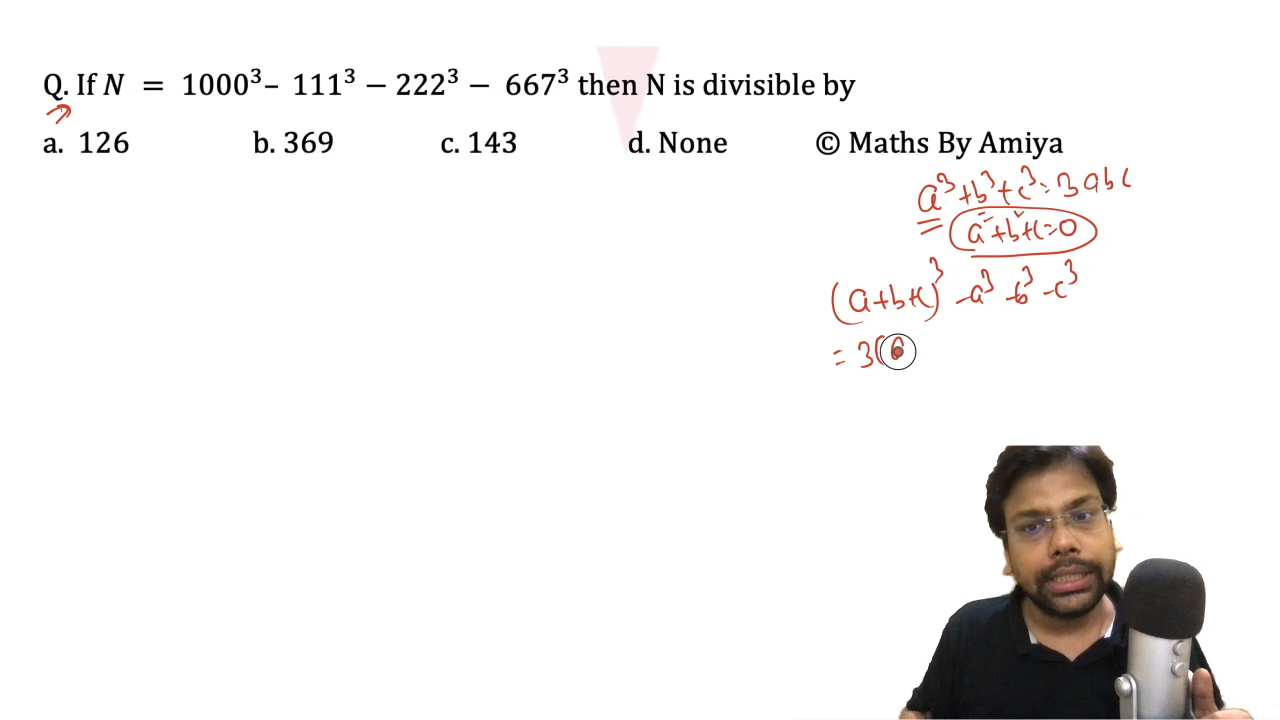 Q. If N = 1000³– 111³ − 222³ − 667³ then N is divisible by
a. 126 b. 369 c. 143 d. None © Maths By Amiya
a³+b³+c³=3abc
a+b+c=0
(a+b+c)³ -a³ -b³ -c³
= 3(